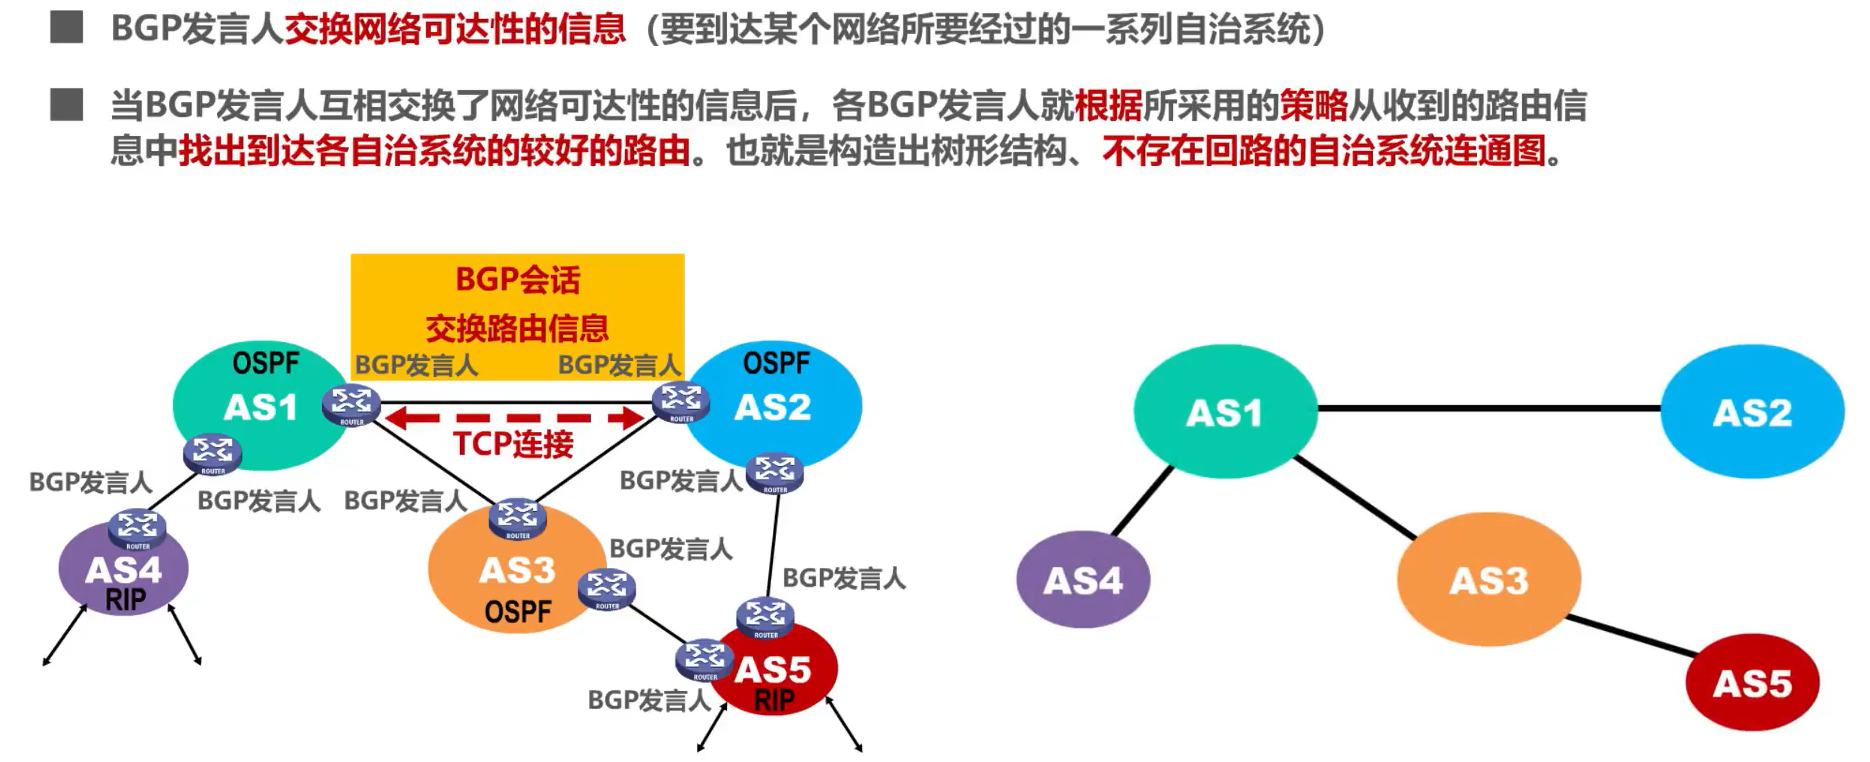 BGP发言人交换网络可达性的信息（要到达某个网络所要经过的一系列自治系统）
当BGP发言人互相交换了网络可达性的信息后，各BGP发言人就根据所采用的策略从收到的路由信
息中找出到达各自治系统的较好的路由。也就是构造出树形结构、不存在回路的自治系统连通图。
BGP会话
交换路由信息
BGP发言人
BGP发言人
OSPF
AS1
ROUTER
ROUTER
OSPF
AS2
TCP连接
ROUTER
BGP发言人
BGP发言人
BGP发言人
BGP发言人
ROUTER
ROUTER
ROUTER
AS4
RIP
AS3
OSPF
BGP发言人
ROUTER
BGP发言人
ROUTER
ROUTER
AS5
RIP
BGP发言人
AS1
AS2
AS4
AS3
AS5